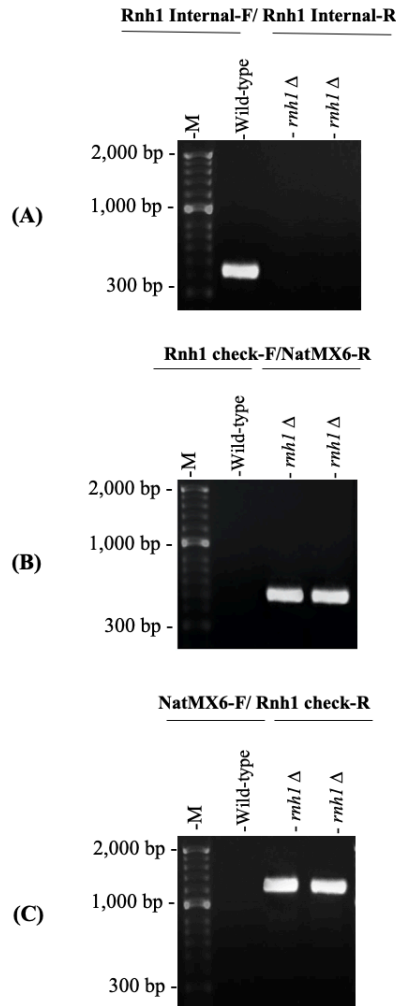 Rnh1 Internal-F/ Rnh1 Internal-R
-M
-Wild-type
- rnh1 Δ
- rnh1 Δ
2,000 bp -
1,000 bp -
(A)
300 bp -
Rnh1 check-F/NatMX6-R
-M
-Wild-type
- rnh1 Δ
- rnh1 Δ
2,000 bp -
1,000 bp -
(B)
300 bp -
NatMX6-F/ Rnh1 check-R
-M
-Wild-type
- rnh1 Δ
- rnh1 Δ
2,000 bp -
1,000 bp -
(C)
300 bp -